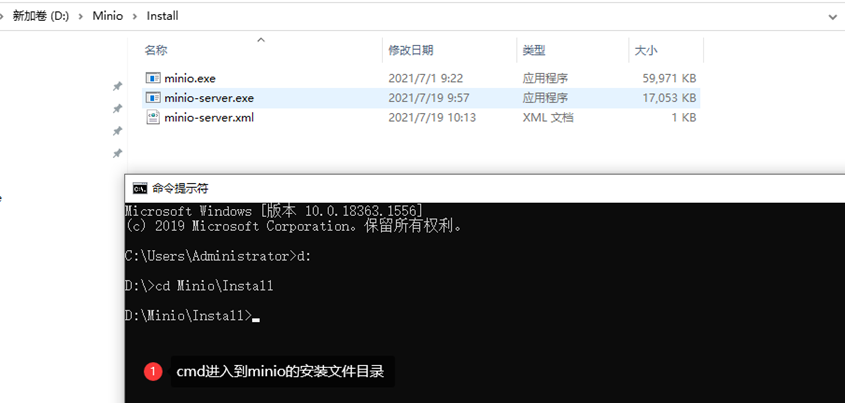 新加卷 (D:) > Minio > Install
名称 修改日期 类型 大小
minio.exe 2021/7/1 9:22 应用程序 59,971 KB
minio-server.exe 2021/7/19 9:57 应用程序 17,053 KB
minio-server.xml 2021/7/19 10:13 XML 文档 1 KB
e
命令提示符
Microsoft Windows [版本 10.0.18363.1556]
(c) 2019 Microsoft Corporation。保留所有权利。
C:\Users\Administrator>d:
D:\>cd Minio\Install
D:\Minio\Install>_
1 cmd进入到minio的安装文件目录